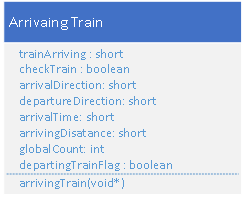 Arrivaing Train
trainArriving : short
checkTrain : boolean
arrivalDirection: short
departureDirection: short
arrivalTime: short
arrivingDisatance: short
globalCount: int
departingTrainFlag : boolean
arrivingTrain(void*)